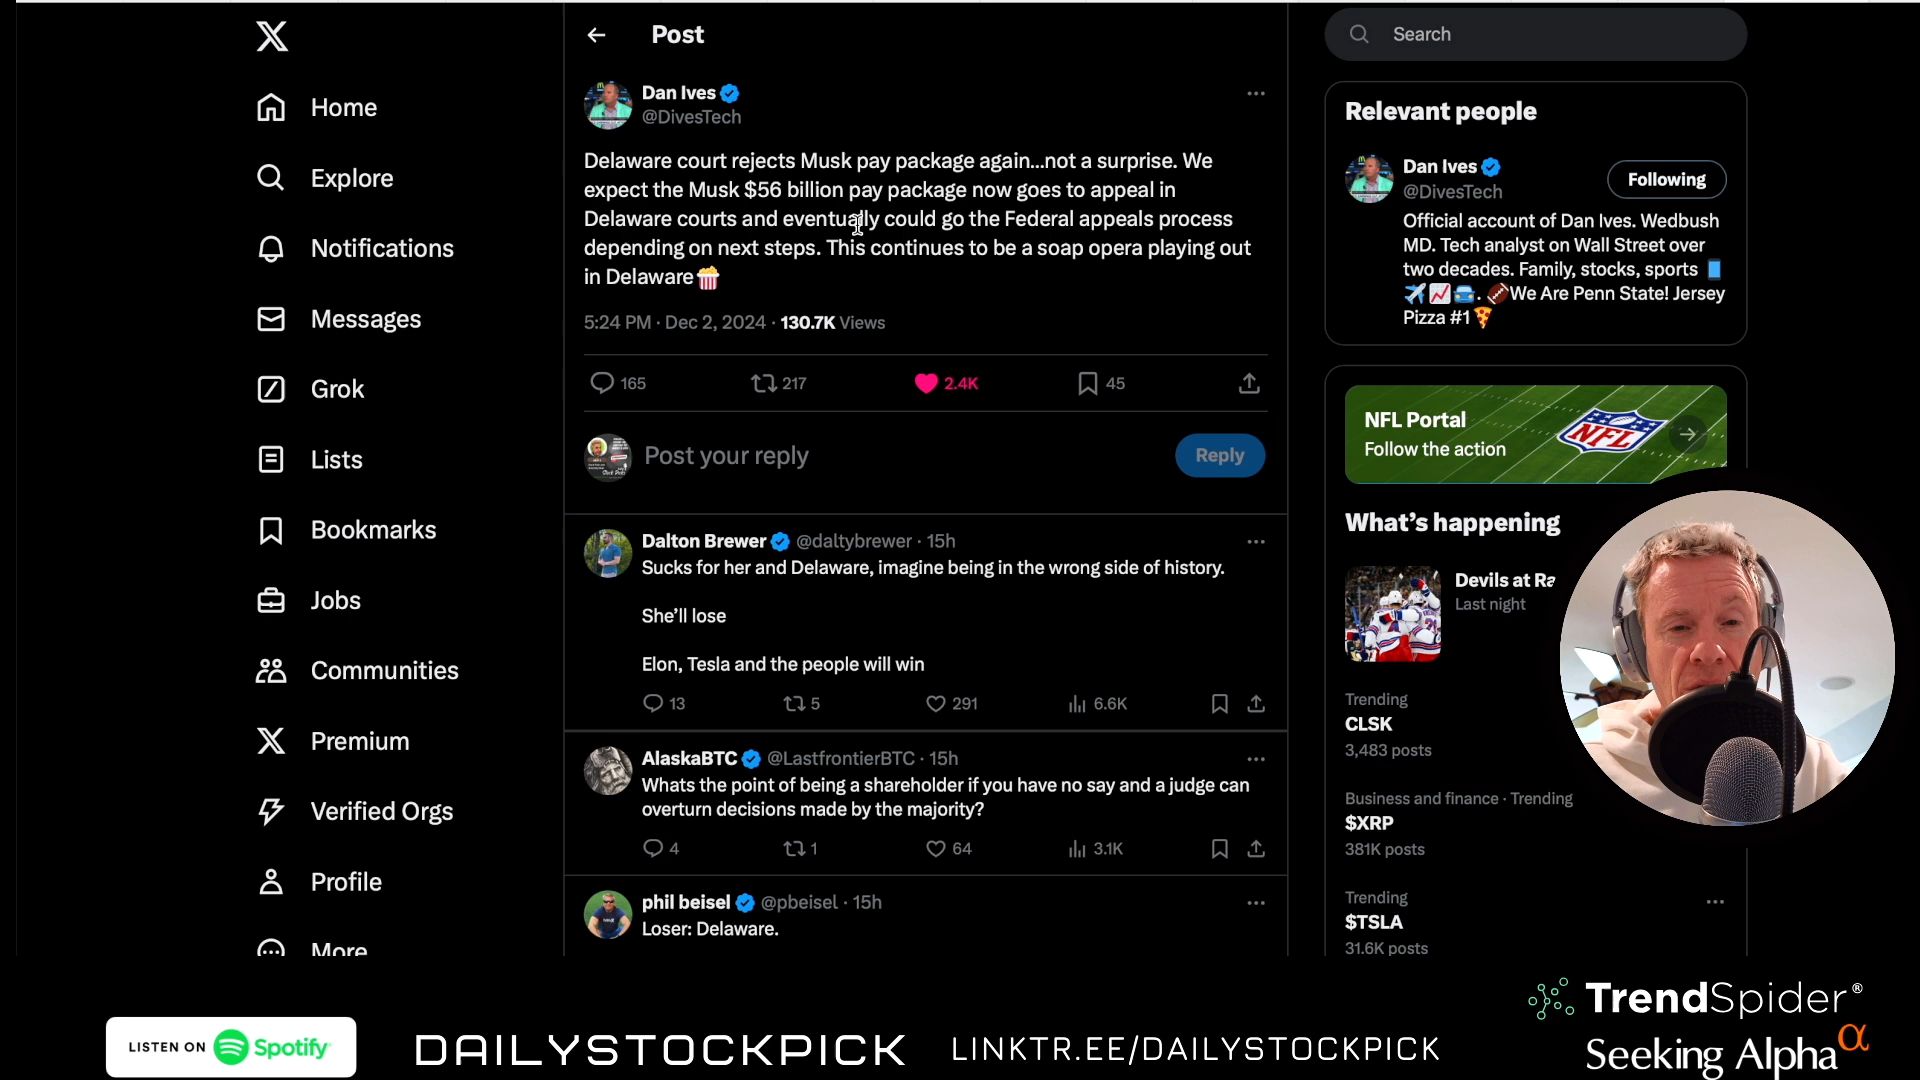 Post
Search
Home
Explore
Notifications
Messages
Grok
Lists
Bookmarks
Jobs
Communities
Premium
Verified Orgs
Profile
More
Dan Ives
@DivesTech
Delaware court rejects Musk pay package again...not a surprise. We
expect the Musk $56 billion pay package now goes to appeal in
Delaware courts and eventually could go the Federal appeals process
depending on next steps. This continues to be a soap opera playing out
in Delaware🍿
5:24 PM · Dec 2, 2024 · 130.7K Views
165 217 2.4K 45
Post your reply
Reply
Dalton Brewer @daltybrewer · 15h
Sucks for her and Delaware, imagine being in the wrong side of history.
She'll lose
Elon, Tesla and the people will win
13 5 291 6.6K
AlaskaBTC @LastfrontierBTC · 15h
Whats the point of being a shareholder if you have no say and a judge can
overturn decisions made by the majority?
4 1 64 3.1K
phil beisel @pbeisel · 15h
Loser: Delaware.
Relevant people
Dan Ives
@DivesTech
Following
Official account of Dan Ives. Wedbush
MD. Tech analyst on Wall Street over
two decades. Family, stocks, sports 📱
✈️📈🚘. 🏈We Are Penn State! Jersey
Pizza #1🍕
NFL Portal
Follow the action
NFL
What's happening
Devils at Ra
Last night
Trending
CLSK
3,483 posts
Business and finance · Trending
$XRP
381K posts
Trending
$TSLA
31.6K posts
LISTEN ON Spotify
DAILYSTOCKPICK
LINKTR.EE/DAILYSTOCKPICK
TrendSpider®
Seeking Alpha α